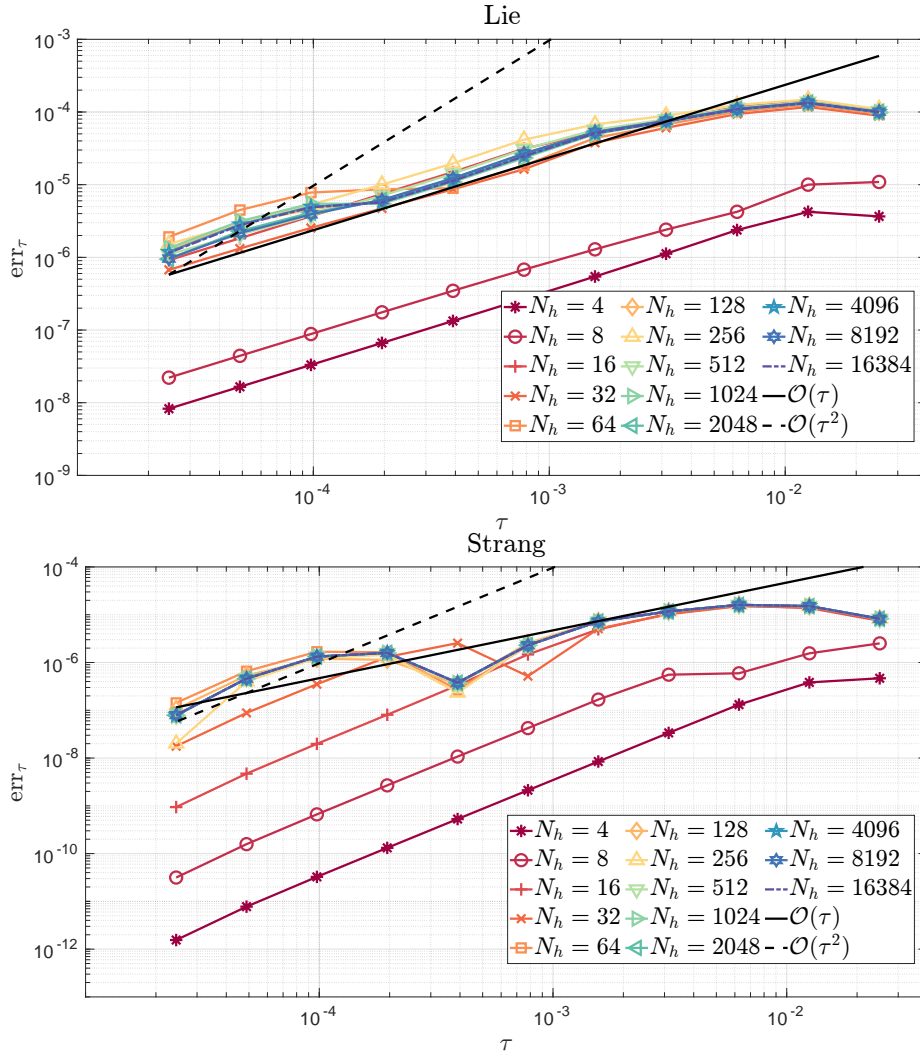 Lie
10^{-3}
10^{-4}
10^{-5}
10^{-6}
10^{-7}
10^{-8}
10^{-9}
err_τ
N_h = 4 N_h = 128 N_h = 4096
N_h = 8 N_h = 256 N_h = 8192
N_h = 16 N_h = 512 N_h = 16384
N_h = 32 N_h = 1024 O(τ)
N_h = 64 N_h = 2048 O(τ^2)
10^{-4} 10^{-3} 10^{-2}
τ
Strang
10^{-4}
10^{-6}
10^{-8}
10^{-10}
10^{-12}
err_τ
N_h = 4 N_h = 128 N_h = 4096
N_h = 8 N_h = 256 N_h = 8192
N_h = 16 N_h = 512 N_h = 16384
N_h = 32 N_h = 1024 O(τ)
N_h = 64 N_h = 2048 O(τ^2)
10^{-4} 10^{-3} 10^{-2}
τ